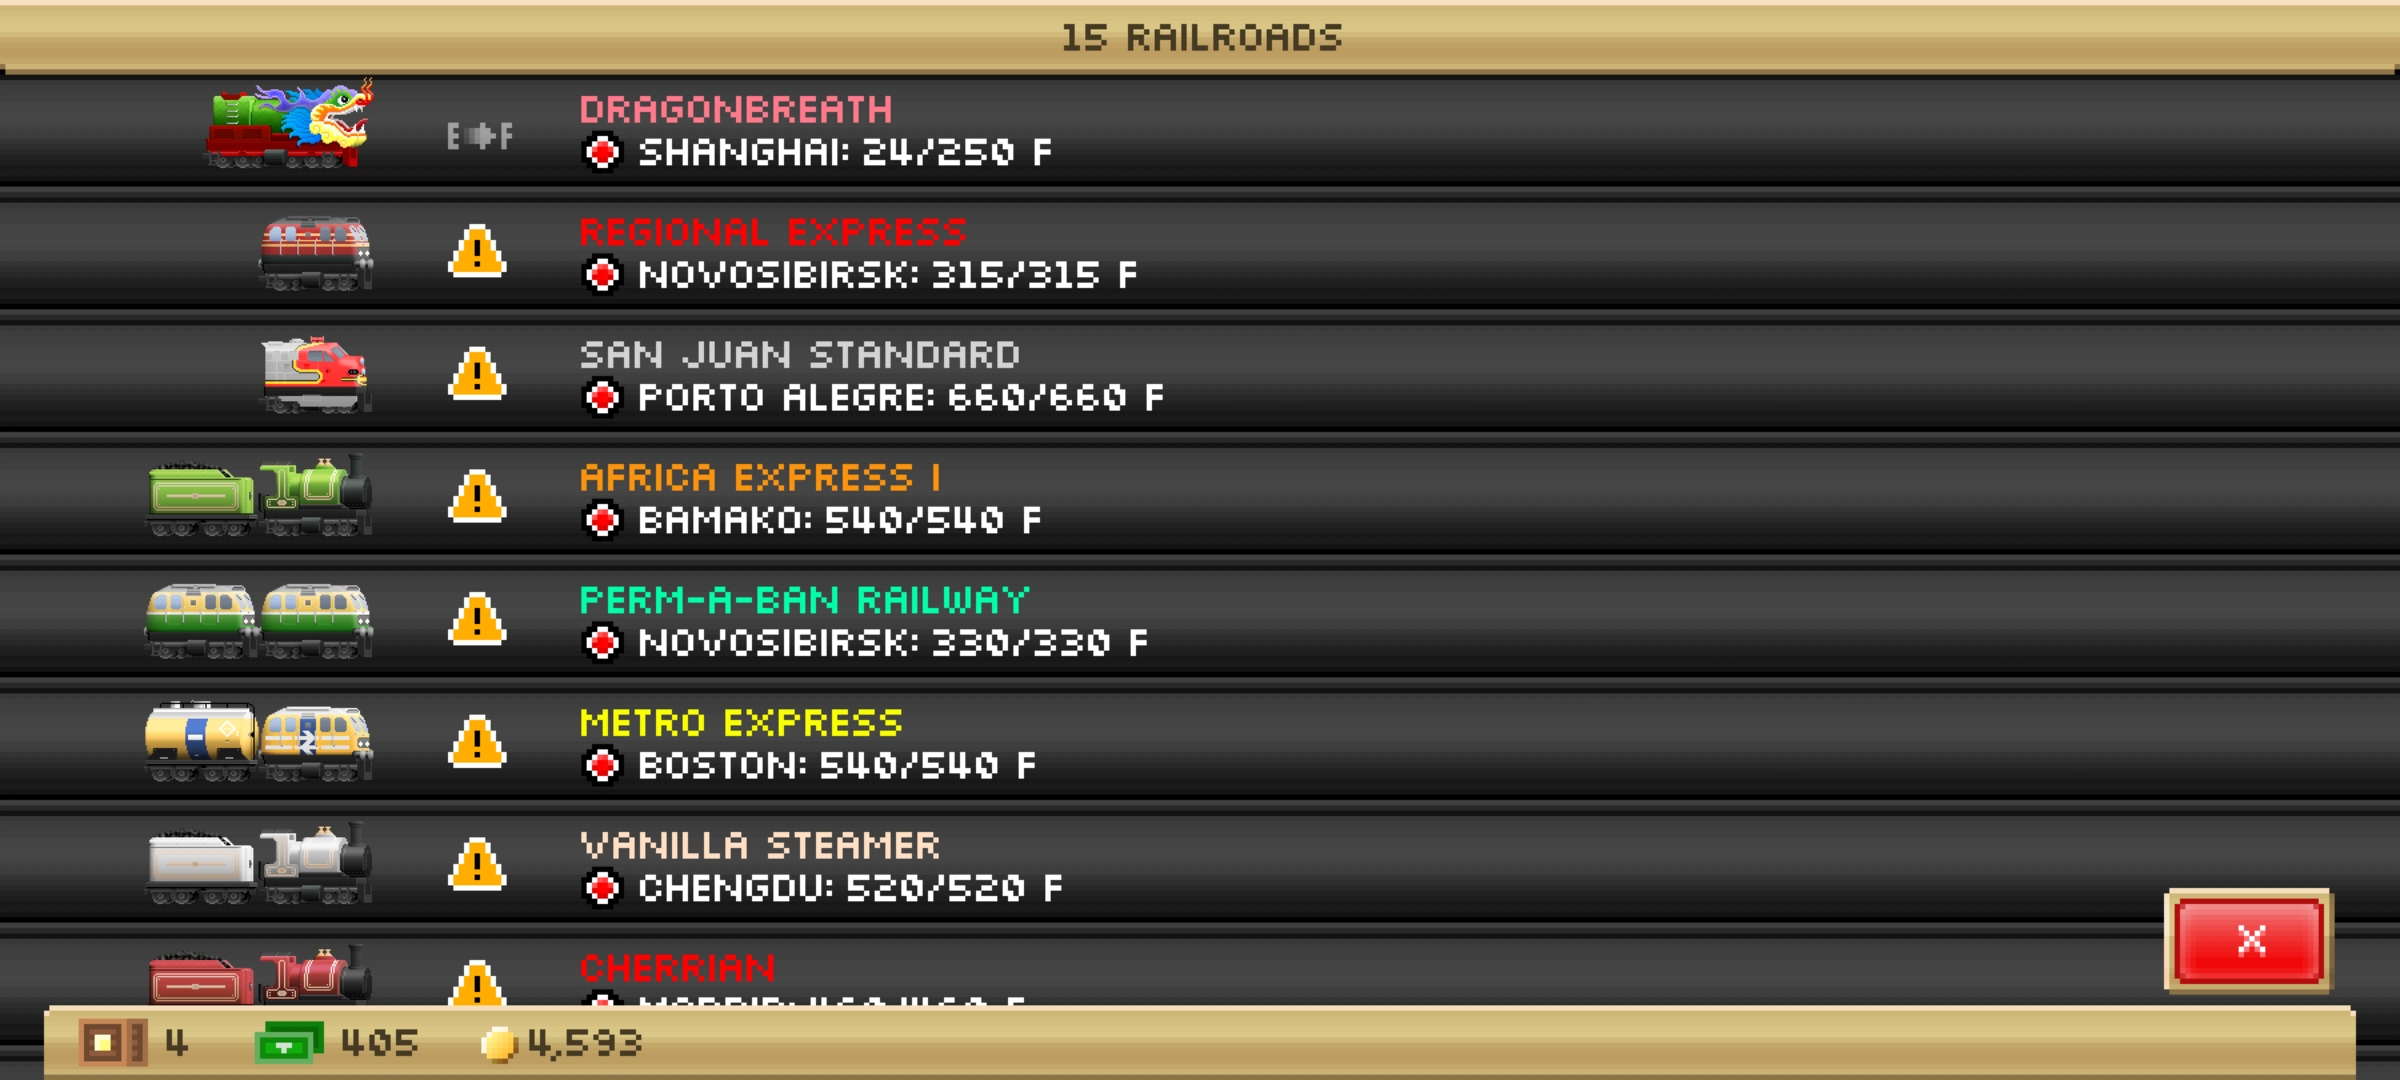 15 RAILROADS
DRAGONBREATH
E F
SHANGHAI: 24/250 F
REGIONAL EXPRESS
NOVOSIBIRSK: 315/315 F
SAN JUAN STANDARD
PORTO ALEGRE: 660/660 F
AFRICA EXPRESS I
BAMAKO: 540/540 F
PERM-A-BAN RAILWAY
NOVOSIBIRSK: 330/330 F
METRO EXPRESS
BOSTON: 540/540 F
VANILLA STEAMER
CHENGDU: 520/520 F
CHERRIAN
X
4 405 4,593